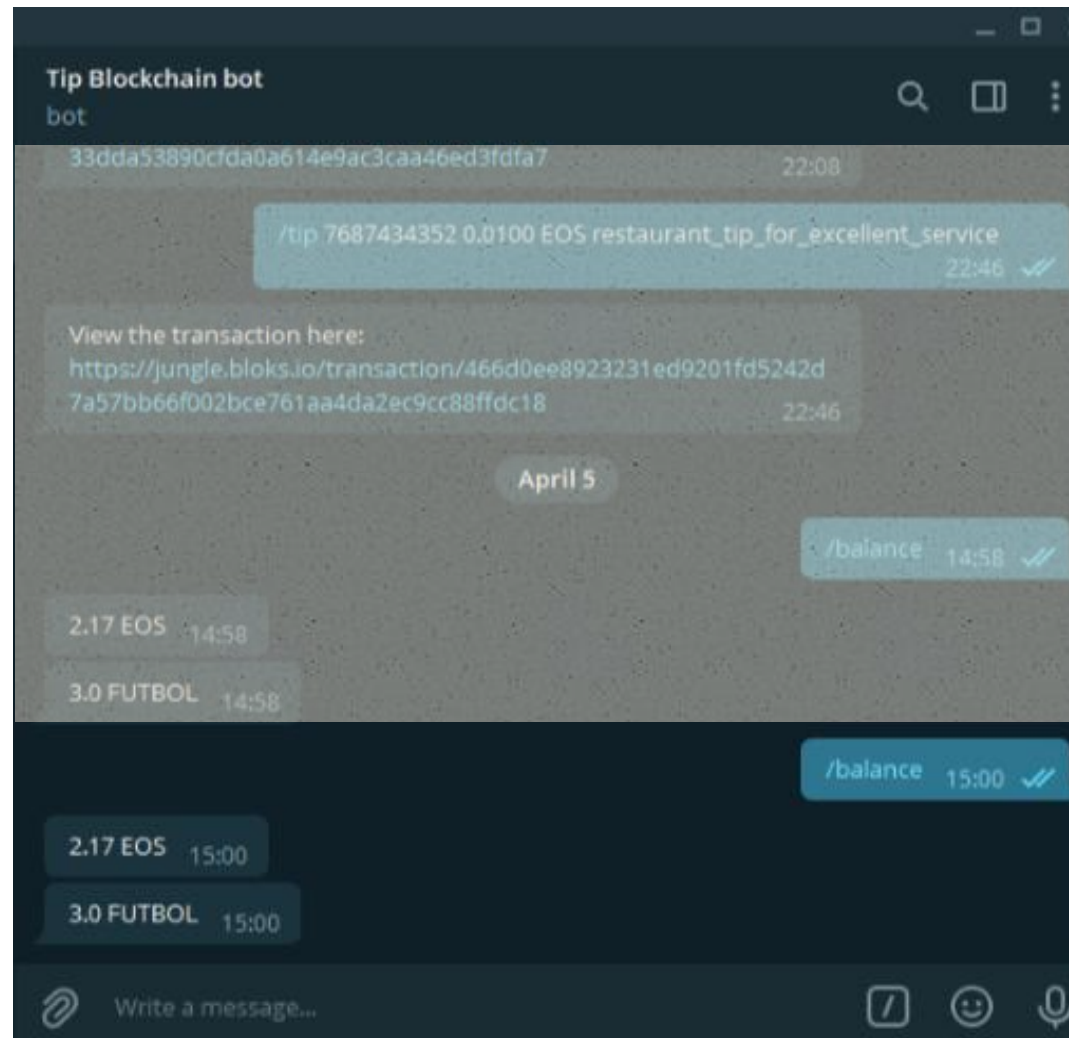 Tip Blockchain bot
bot
33dda53890cfda0a614e9ac3caa46ed3fdfa7
22:08
/tip 7687434352 0.0100 EOS restaurant_tip_for_excellent_service
22:46
View the transaction here:
https://jungle.bloks.io/transaction/466d0ee8923231ed9201fd5242d
7a57bb66f002bce761aa4da2ec9cc88ffdc18
22:46
April 5
/balance 14:58
2.17 EOS 14:58
3.0 FUTBOL 14:58
/balance 15:00
2.17 EOS 15:00
3.0 FUTBOL 15:00
Write a message...